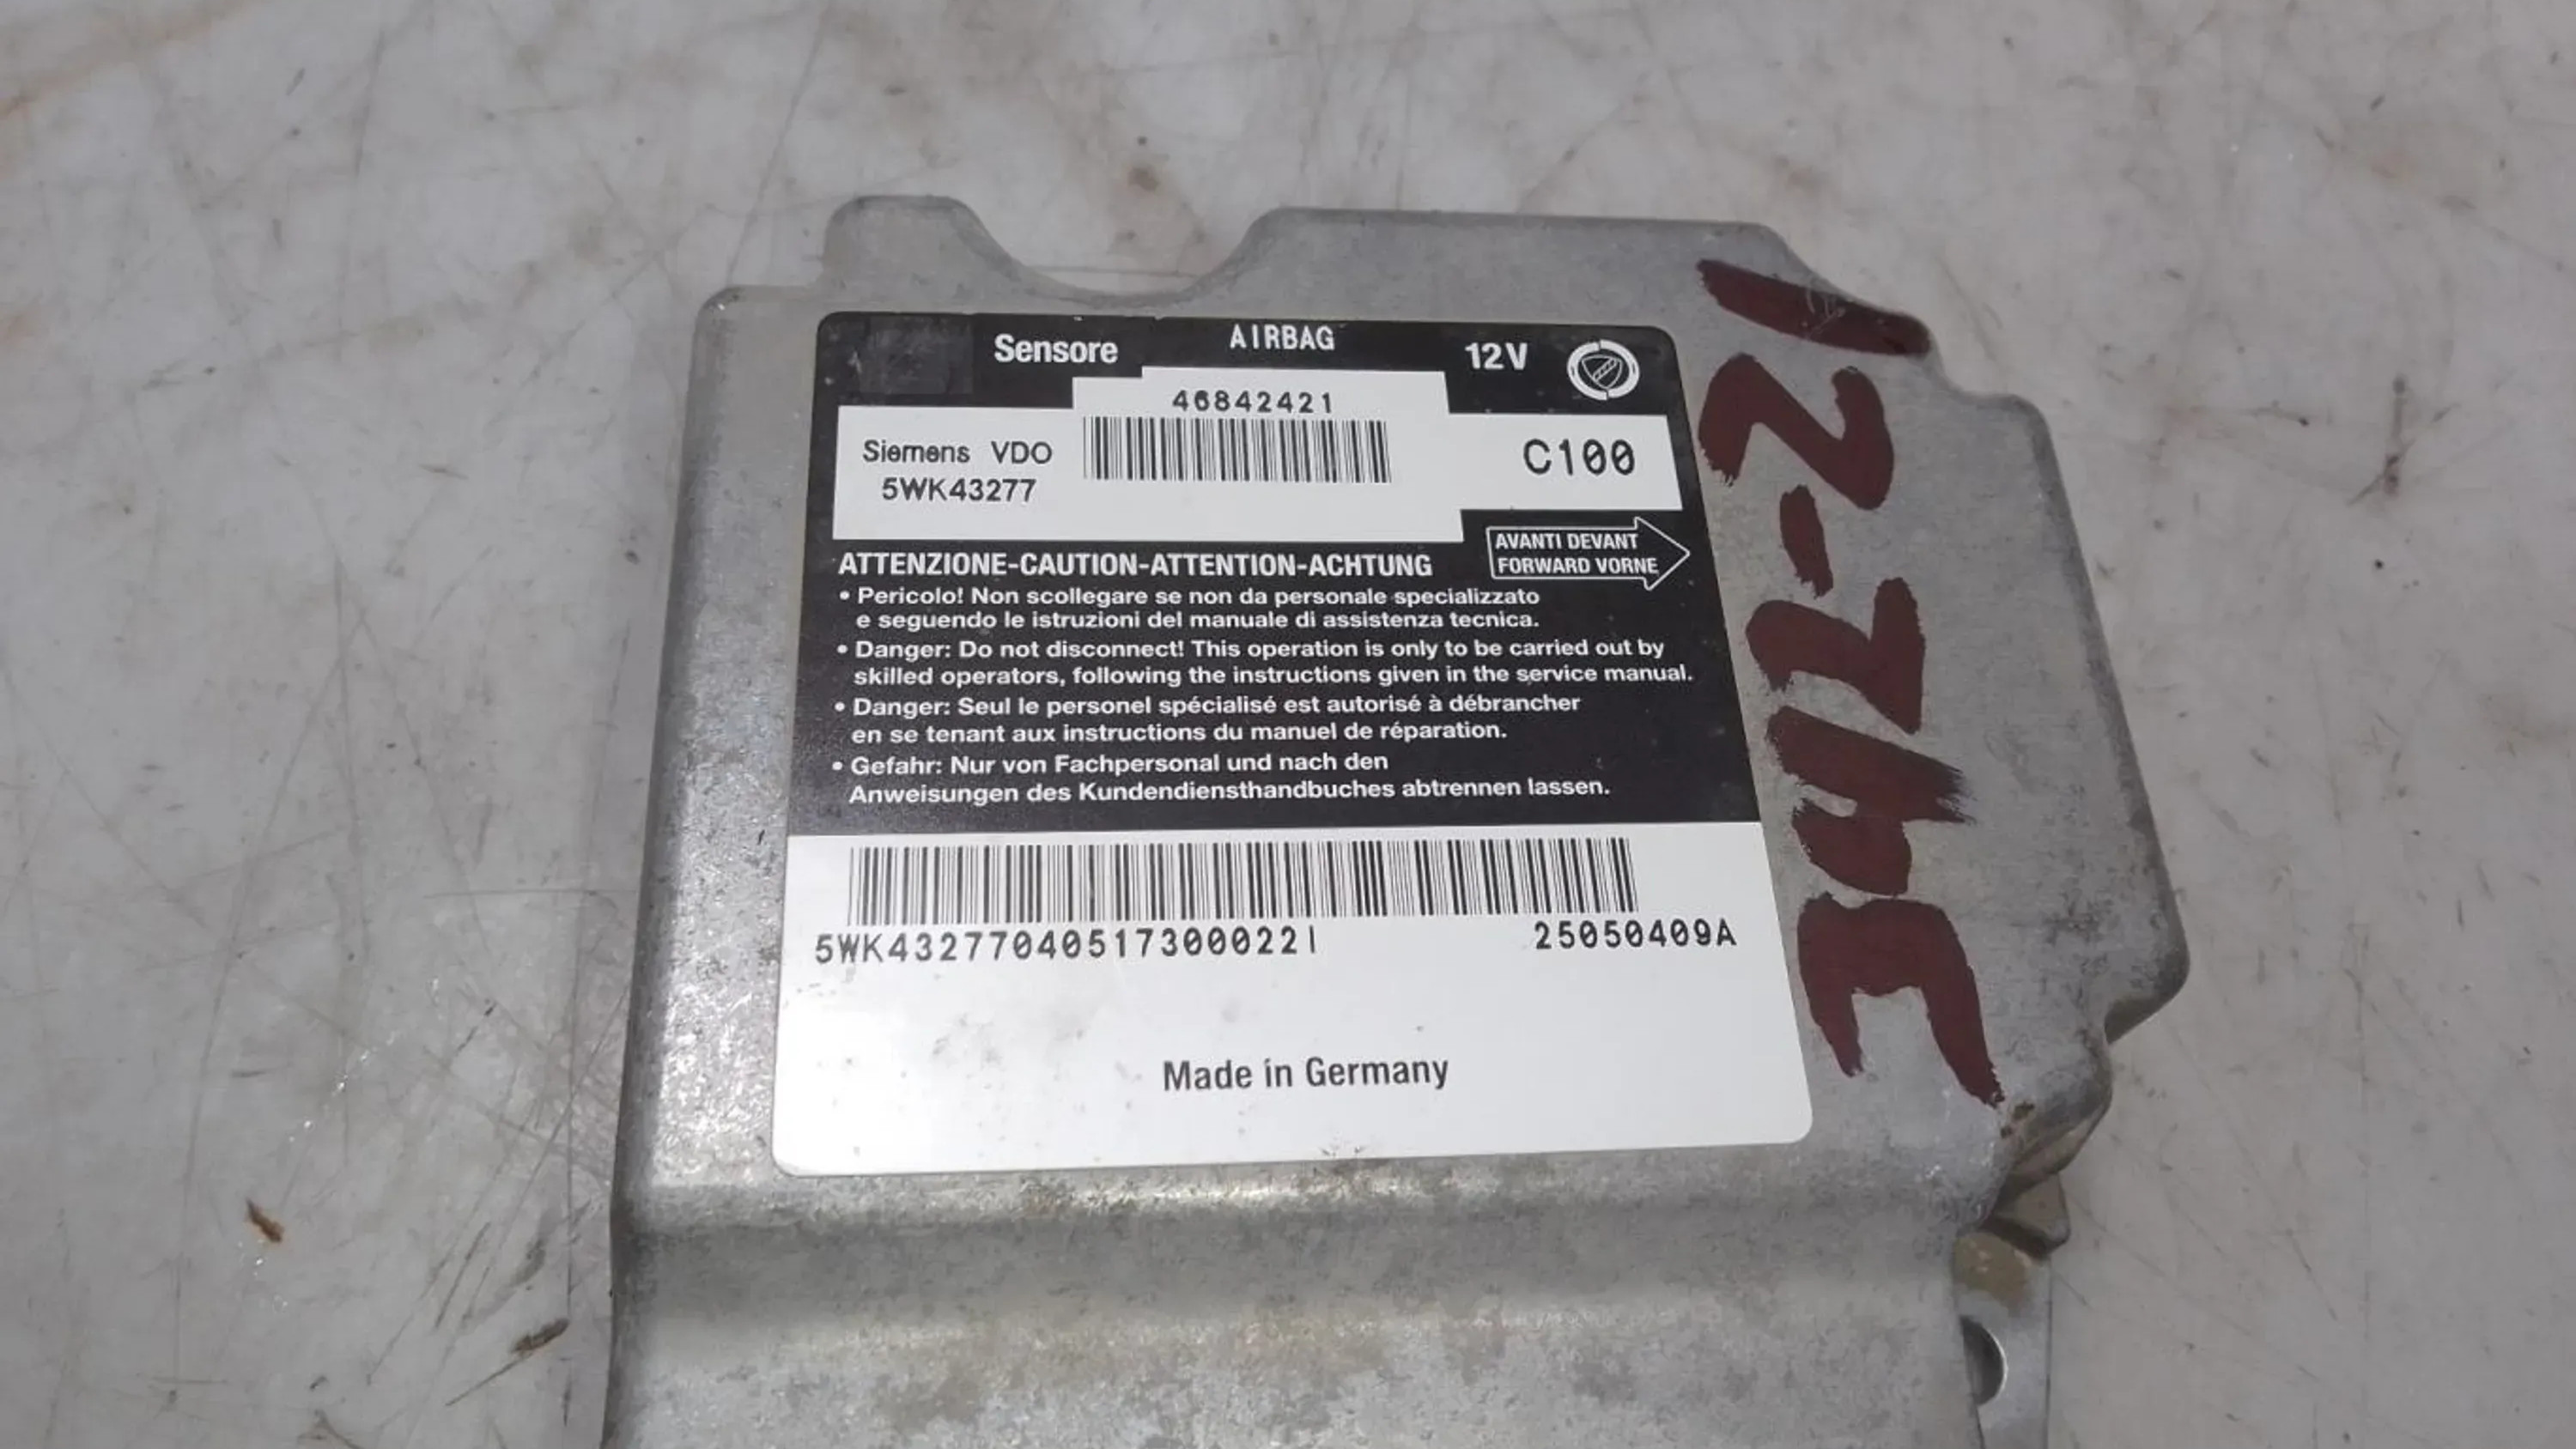 Sensore AIRBAG 12V
46842421
Siemens VDO
5WK43277
C100
AVANTI DEVANT
FORWARD VORNE
ATTENZIONE-CAUTION-ATTENTION-ACHTUNG
• Pericolo! Non scollegare se non da personale specializzato
e seguendo le istruzioni del manuale di assistenza tecnica.
• Danger: Do not disconnect! This operation is only to be carried out by
skilled operators, following the instructions given in the service manual.
• Danger: Seul le personel spécialisé est autorisé à débrancher
en se tenant aux instructions du manuel de réparation.
• Gefahr: Nur von Fachpersonal und nach den
Anweisungen des Kundendiensthandbuches abtrennen lassen.
5WK43277040517300022| 25050409A
Made in Germany